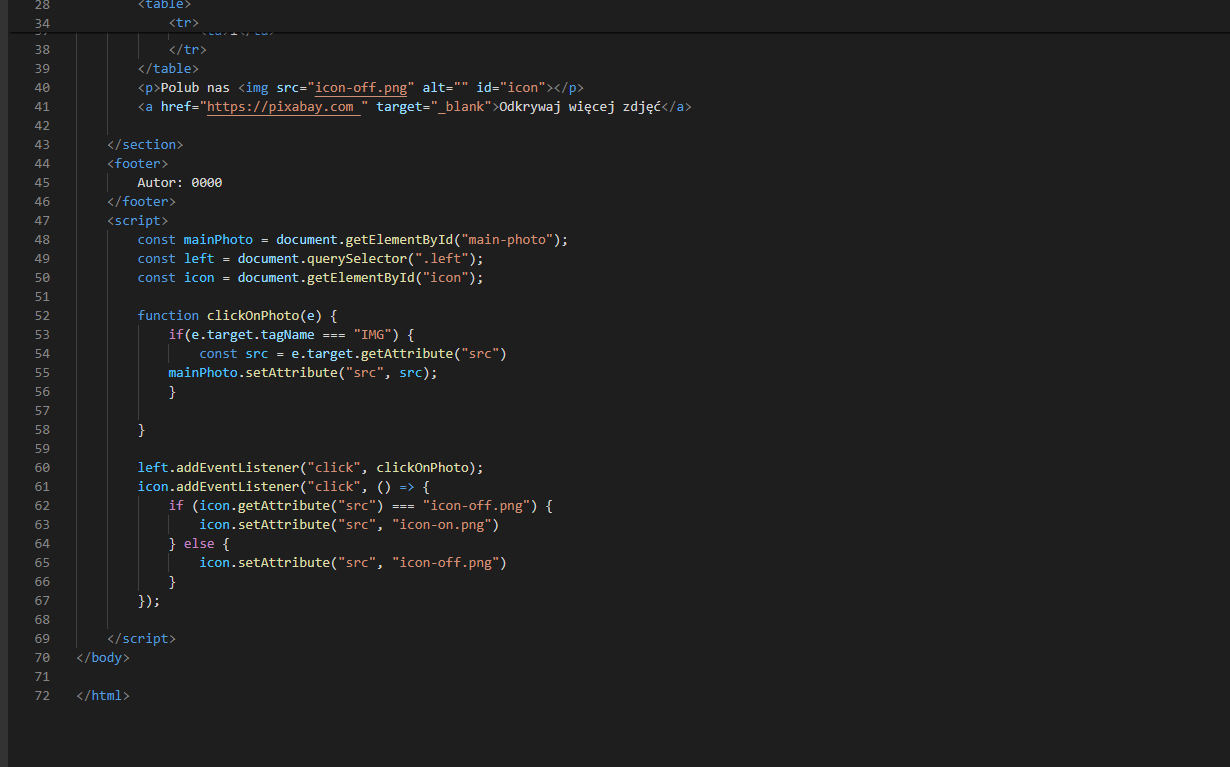 28 <table>
34 <tr>
37 <td>1</td>
38 </tr>
39 </table>
40 <p>Polub nas <img src="icon-off.png" alt="" id="icon"></p>
41 <a href="https://pixabay.com " target="_blank">Odkrywaj więcej zdjęć</a>
42
43 </section>
44 <footer>
45 Autor: 0000
46 </footer>
47 <script>
48 const mainPhoto = document.getElementById("main-photo");
49 const left = document.querySelector(".left");
50 const icon = document.getElementById("icon");
51
52 function clickOnPhoto(e) {
53 if(e.target.tagName === "IMG") {
54 const src = e.target.getAttribute("src")
55 mainPhoto.setAttribute("src", src);
56 }
57
58 }
59
60 left.addEventListener("click", clickOnPhoto);
61 icon.addEventListener("click", () => {
62 if (icon.getAttribute("src") === "icon-off.png") {
63 icon.setAttribute("src", "icon-on.png")
64 } else {
65 icon.setAttribute("src", "icon-off.png")
66 }
67 });
68
69 </script>
70 </body>
71
72 </html>